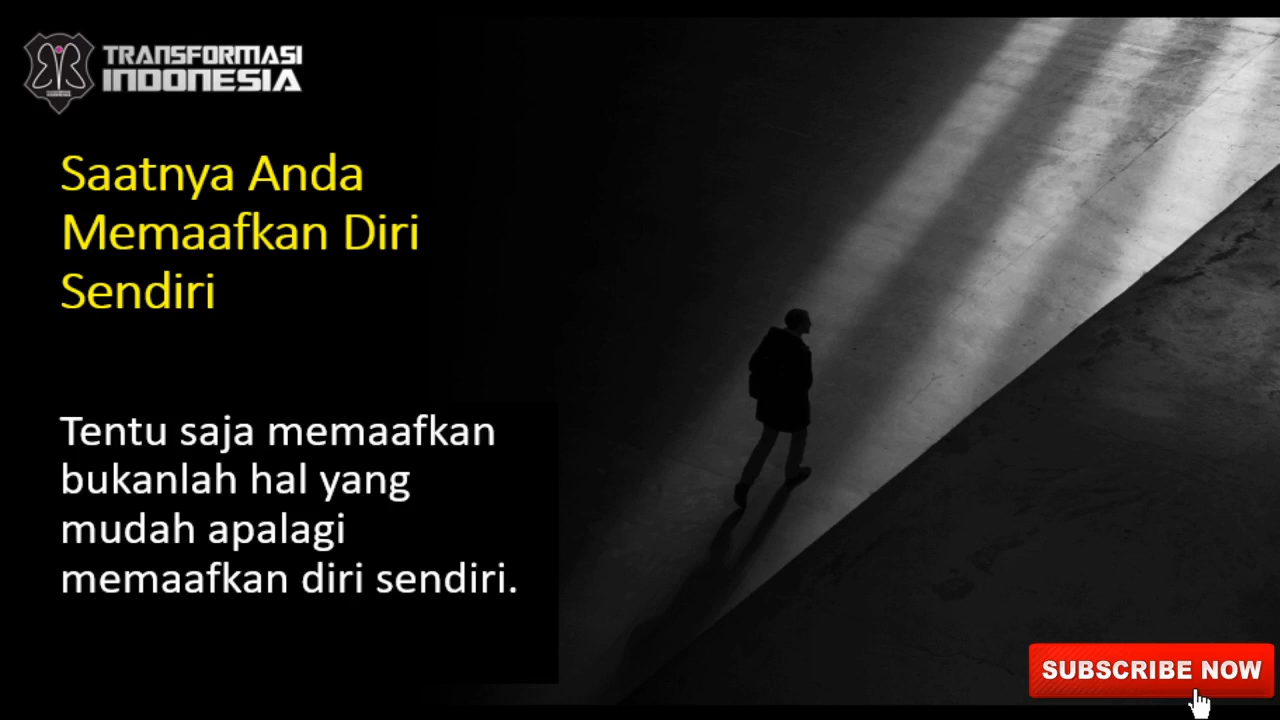 TRANSFORMASI
INDONESIA
Saatnya Anda
Memaafkan Diri
Sendiri
Tentu saja memaafkan
bukanlah hal yang
mudah apalagi
memaafkan diri sendiri.
SUBSCRIBE NOW